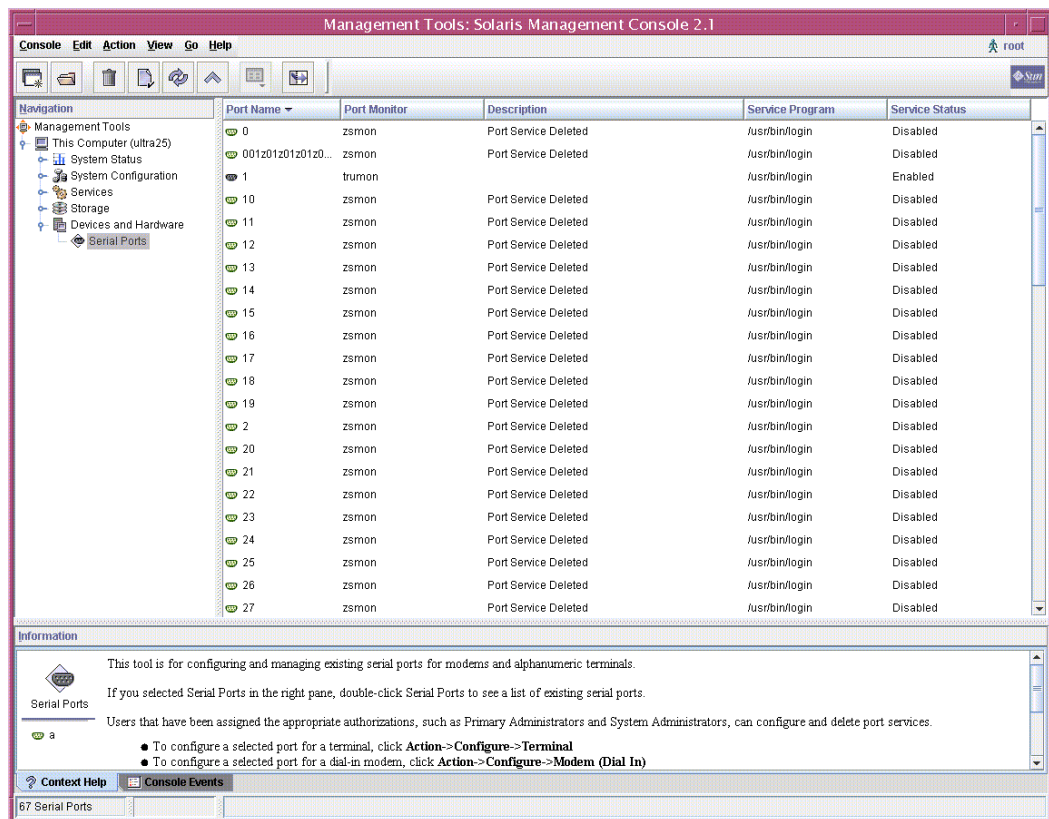 Management Tools: Solaris Management Console 2.1
Console Edit Action View Go Help root
Sun
Navigation
Management Tools
This Computer (ultra25)
System Status
System Configuration
Services
Storage
Devices and Hardware
Serial Ports
Port Name Port Monitor Description Service Program Service Status
0 zsmon Port Service Deleted /usr/bin/login Disabled
001z01z01z01z0... zsmon Port Service Deleted /usr/bin/login Disabled
1 trumon /usr/bin/login Enabled
10 zsmon Port Service Deleted /usr/bin/login Disabled
11 zsmon Port Service Deleted /usr/bin/login Disabled
12 zsmon Port Service Deleted /usr/bin/login Disabled
13 zsmon Port Service Deleted /usr/bin/login Disabled
14 zsmon Port Service Deleted /usr/bin/login Disabled
15 zsmon Port Service Deleted /usr/bin/login Disabled
16 zsmon Port Service Deleted /usr/bin/login Disabled
17 zsmon Port Service Deleted /usr/bin/login Disabled
18 zsmon Port Service Deleted /usr/bin/login Disabled
19 zsmon Port Service Deleted /usr/bin/login Disabled
2 zsmon Port Service Deleted /usr/bin/login Disabled
20 zsmon Port Service Deleted /usr/bin/login Disabled
21 zsmon Port Service Deleted /usr/bin/login Disabled
22 zsmon Port Service Deleted /usr/bin/login Disabled
23 zsmon Port Service Deleted /usr/bin/login Disabled
24 zsmon Port Service Deleted /usr/bin/login Disabled
25 zsmon Port Service Deleted /usr/bin/login Disabled
26 zsmon Port Service Deleted /usr/bin/login Disabled
27 zsmon Port Service Deleted /usr/bin/login Disabled
Information
Serial Ports
a
This tool is for configuring and managing existing serial ports for modems and alphanumeric terminals.
If you selected Serial Ports in the right pane, double-click Serial Ports to see a list of existing serial ports.
Users that have been assigned the appropriate authorizations, such as Primary Administrators and System Administrators, can configure and delete port services.
● To configure a selected port for a terminal, click Action->Configure->Terminal
● To configure a selected port for a dial-in modem, click Action->Configure->Modem (Dial In)
Context Help Console Events
67 Serial Ports